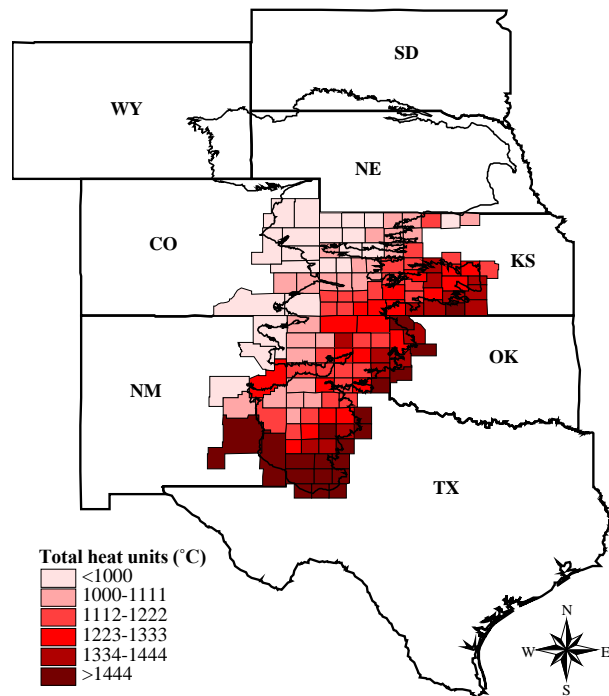 SD
WY
NE
CO
KS
OK
NM
TX
Total heat units (˚C)
<1000
1000-1111
1112-1222
1223-1333
1334-1444
>1444
N
W E
S